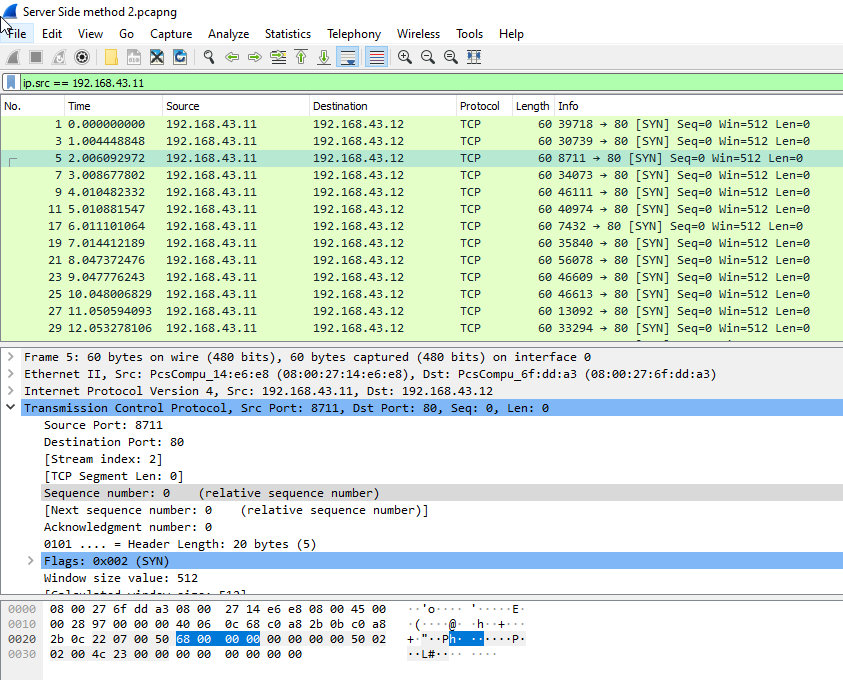 Server Side method 2.pcapng
File Edit View Go Capture Analyze Statistics Telephony Wireless Tools Help
ip.src == 192.168.43.11
No. Time Source Destination Protocol Length Info
1 0.000000000 192.168.43.11 192.168.43.12 TCP 60 39718 → 80 [SYN] Seq=0 Win=512 Len=0
3 1.004448848 192.168.43.11 192.168.43.12 TCP 60 30739 → 80 [SYN] Seq=0 Win=512 Len=0
5 2.006092972 192.168.43.11 192.168.43.12 TCP 60 8711 → 80 [SYN] Seq=0 Win=512 Len=0
7 3.008677802 192.168.43.11 192.168.43.12 TCP 60 34073 → 80 [SYN] Seq=0 Win=512 Len=0
9 4.010482332 192.168.43.11 192.168.43.12 TCP 60 46111 → 80 [SYN] Seq=0 Win=512 Len=0
11 5.010881547 192.168.43.11 192.168.43.12 TCP 60 40974 → 80 [SYN] Seq=0 Win=512 Len=0
17 6.011101064 192.168.43.11 192.168.43.12 TCP 60 7432 → 80 [SYN] Seq=0 Win=512 Len=0
19 7.014412189 192.168.43.11 192.168.43.12 TCP 60 35840 → 80 [SYN] Seq=0 Win=512 Len=0
21 8.047372476 192.168.43.11 192.168.43.12 TCP 60 56078 → 80 [SYN] Seq=0 Win=512 Len=0
23 9.047776243 192.168.43.11 192.168.43.12 TCP 60 46609 → 80 [SYN] Seq=0 Win=512 Len=0
25 10.048006829 192.168.43.11 192.168.43.12 TCP 60 46613 → 80 [SYN] Seq=0 Win=512 Len=0
27 11.050594093 192.168.43.11 192.168.43.12 TCP 60 13092 → 80 [SYN] Seq=0 Win=512 Len=0
29 12.053278106 192.168.43.11 192.168.43.12 TCP 60 33294 → 80 [SYN] Seq=0 Win=512 Len=0
Frame 5: 60 bytes on wire (480 bits), 60 bytes captured (480 bits) on interface 0
Ethernet II, Src: PcsCompu_14:e6:e8 (08:00:27:14:e6:e8), Dst: PcsCompu_6f:dd:a3 (08:00:27:6f:dd:a3)
Internet Protocol Version 4, Src: 192.168.43.11, Dst: 192.168.43.12
Transmission Control Protocol, Src Port: 8711, Dst Port: 80, Seq: 0, Len: 0
Source Port: 8711
Destination Port: 80
[Stream index: 2]
[TCP Segment Len: 0]
Sequence number: 0 (relative sequence number)
[Next sequence number: 0 (relative sequence number)]
Acknowledgment number: 0
0101 .... = Header Length: 20 bytes (5)
Flags: 0x002 (SYN)
Window size value: 512
[Calculated window size: 512]
0000 08 00 27 6f dd a3 08 00 27 14 e6 e8 08 00 45 00 ··'o···· '·····E·
0010 00 28 97 00 00 00 40 06 0c 68 c0 a8 2b 0b c0 a8 ·(····@· ·h··+···
0020 2b 0c 22 07 00 50 68 00 00 00 00 00 00 00 50 02 +·"··Ph· ······P·
0030 02 00 4c 23 00 00 00 00 00 00 00 00 ··L#···· ····